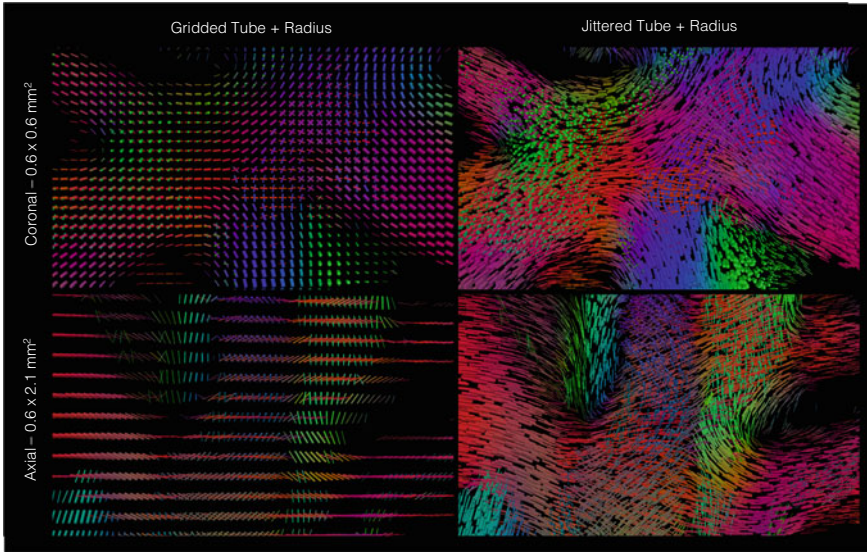 Gridded Tube + Radius
Jittered Tube + Radius
Coronal – 0.6 x 0.6 mm²
Axial – 0.6 x 2.1 mm²